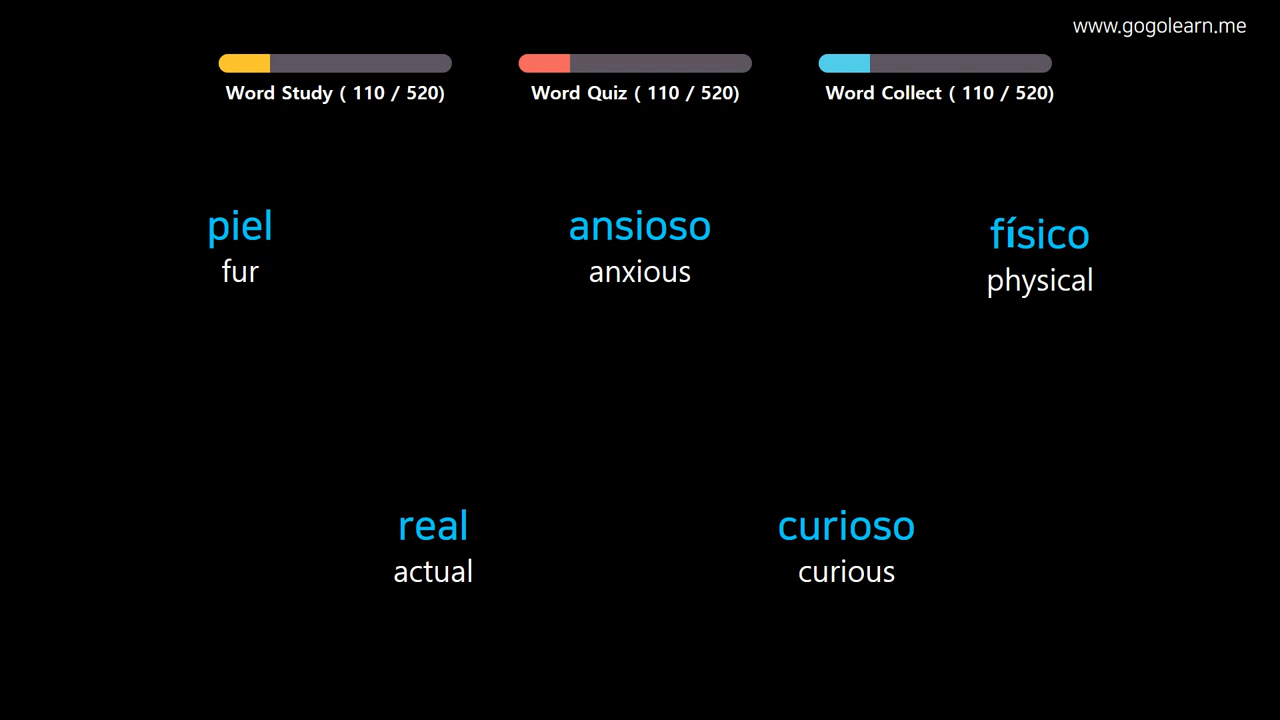 www.gogolearn.me
Word Study ( 110 / 520)
Word Quiz ( 110 / 520)
Word Collect ( 110 / 520)
piel
fur
ansioso
anxious
físico
physical
real
actual
curioso
curious